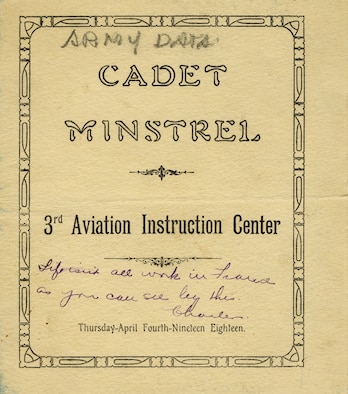 ARMY DATA
CADET
MINSTREL
3rd Aviation Instruction Center
Life isn't all work in France
as you can see by this.
Charles.
Thursday-April Fourth-Nineteen Eighteen.